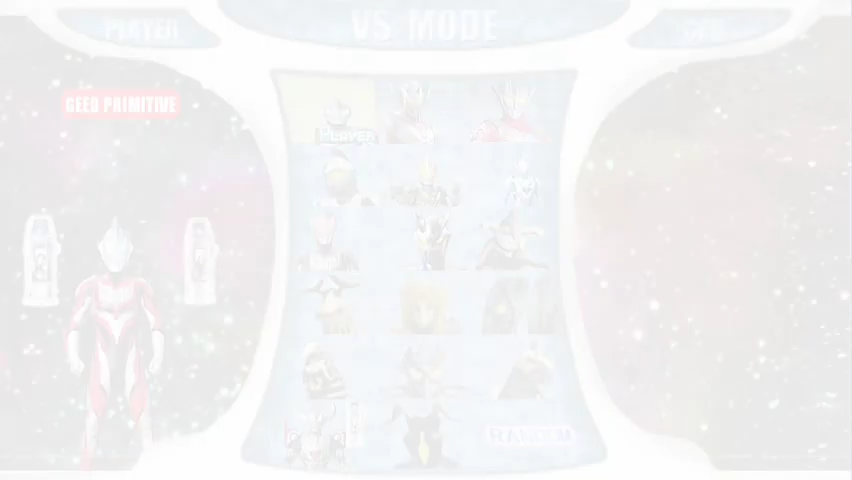 PLAYER
VS MODE
GEED PRIMITIVE
PLAYER
RANDOM